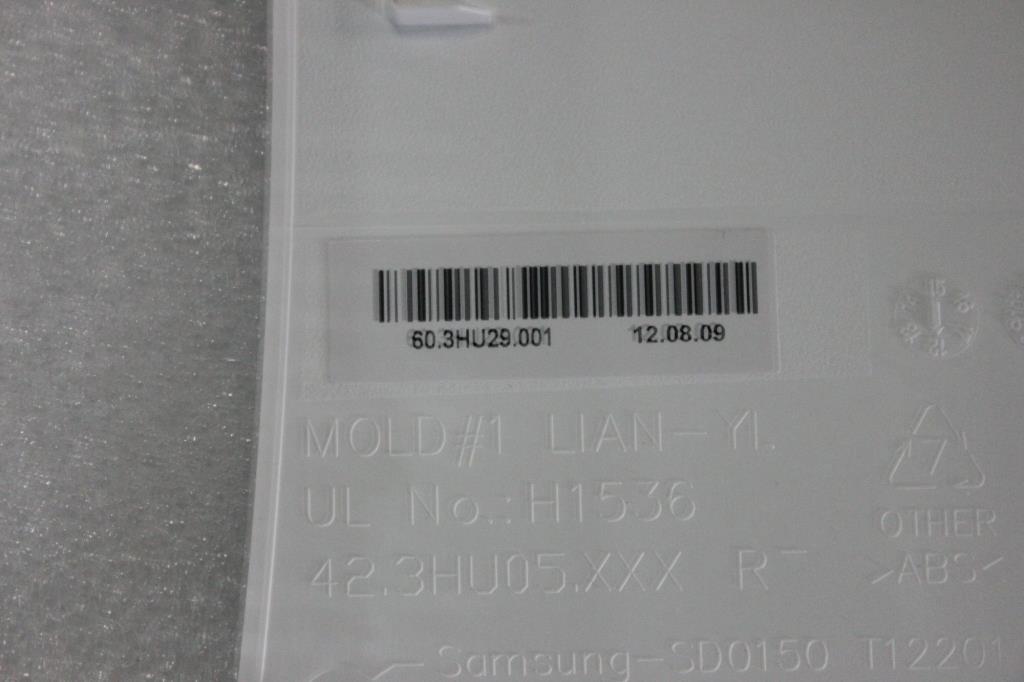 60.3HU29.001 12.08.09
MOLD#1 LIAN-YI.
UL No.:H1536
42.3HU05.XXX R-
7
OTHER
>ABS<
Samsung-SD0150 T12201